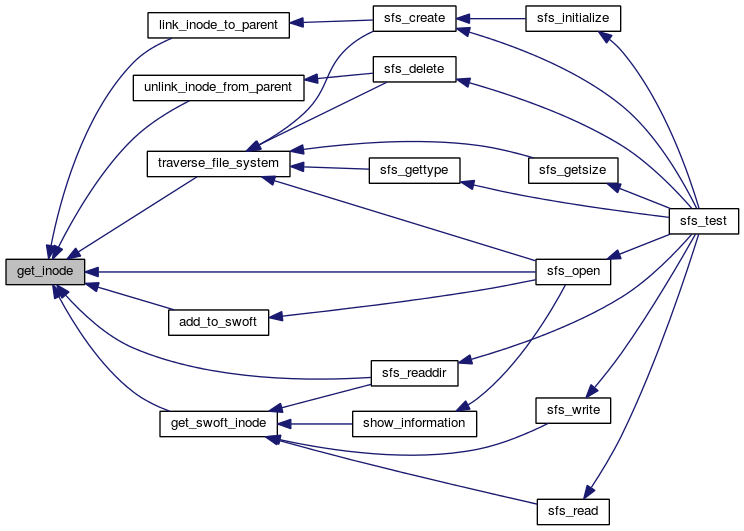 link_inode_to_parent
sfs_create
sfs_initialize
unlink_inode_from_parent
sfs_delete
traverse_file_system
sfs_gettype
sfs_getsize
sfs_test
get_inode
sfs_open
add_to_swoft
sfs_readdir
get_swoft_inode
show_information
sfs_write
sfs_read